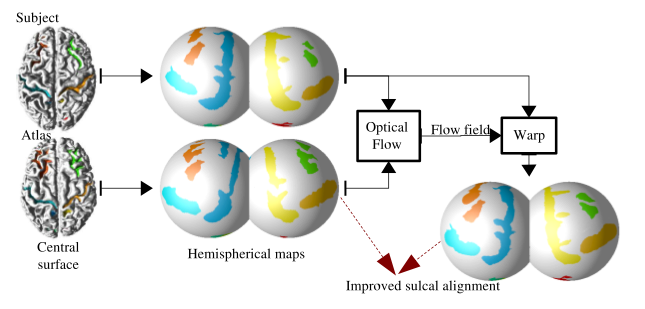 Subject
Atlas
Central
surface
Hemispherical maps
Optical
Flow
Flow field
Warp
Improved sulcal alignment